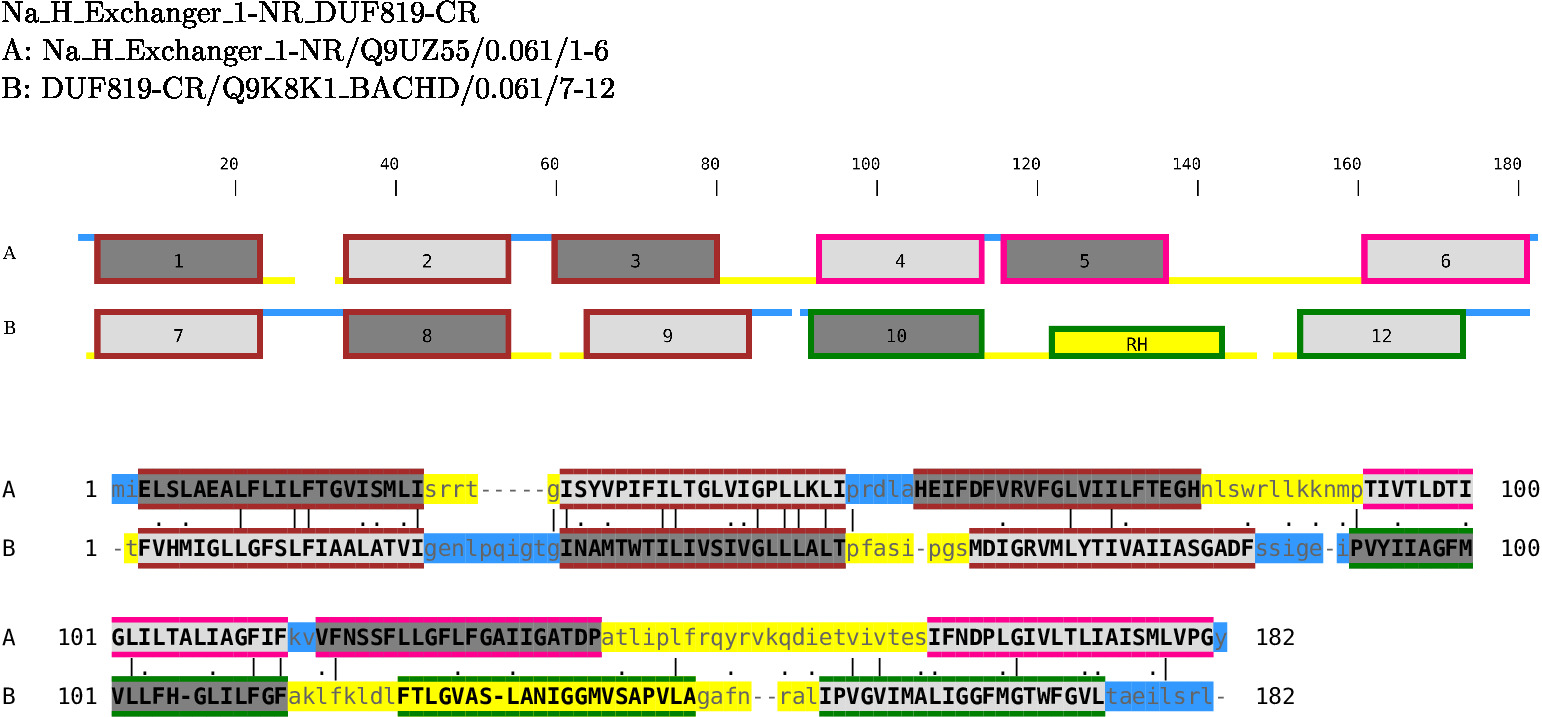 Na_H_Exchanger_1-NR_DUF819-CR
A: Na_H_Exchanger_1-NR/Q9UZ55/0.061/1-6
B: DUF819-CR/Q9K8K1_BACHD/0.061/7-12
20 40 60 80 100 120 140 160 180
A 1 2 3 4 5 6
B 7 8 9 10 RH 12
A 1 miELSLAEALFLILFTGVISMLIsrrt-----gISYVPIFILTGLVIGPLLKLIprdlaHEIFDFVRVFGLVIILFTEGHnlswrllkknmpTIVTLDTI 100
B 1 -tFVHMIGLLGFSLFIAALATVIgenlpqigtgINAMTWTILIVSIVGLLLALTpfasi-pgsMDIGRVMLYTIVAIIASGADFssige-iPVYIIAGFM 100
A 101 GLILTALIAGFIFkvVFNSSFLLGFLFGAIIGATDPatliplfrqyrvkqdietvivtesIFNDPLGIVLTLIAISMLVPGy 182
B 101 VLLFH-GLILFGFaklfkldlFTLGVAS-LANIGGMVSAPVLAgafn--ralIPVGVIMALIGGFMGTWFGVLtaeilsrl- 182